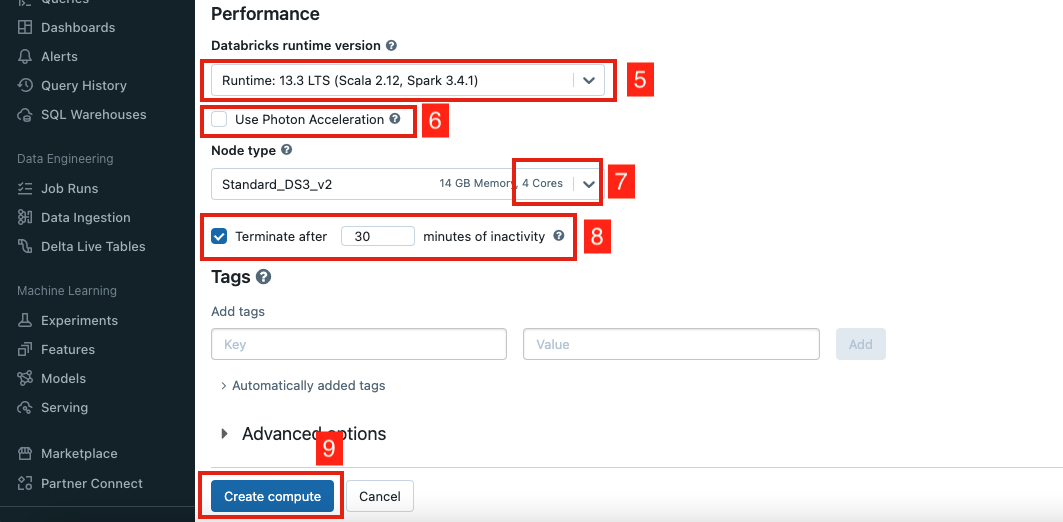 Queries
Dashboards
Alerts
Query History
SQL Warehouses
Data Engineering
Job Runs
Data Ingestion
Delta Live Tables
Machine Learning
Experiments
Features
Models
Serving
Marketplace
Partner Connect
Performance
Databricks runtime version ?
Runtime: 13.3 LTS (Scala 2.12, Spark 3.4.1)
5
Use Photon Acceleration ?
6
Node type ?
Standard_DS3_v2 14 GB Memory, 4 Cores
7
Terminate after 30 minutes of inactivity ?
8
Tags ?
Add tags
Key Value Add
Automatically added tags
Advanced options
9
Create compute Cancel